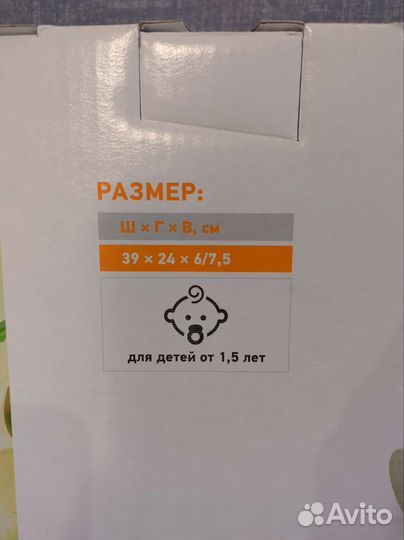 РАЗМЕР:
Ш × Г × В, см
39 × 24 × 6/7,5
для детей от 1,5 лет
Avito